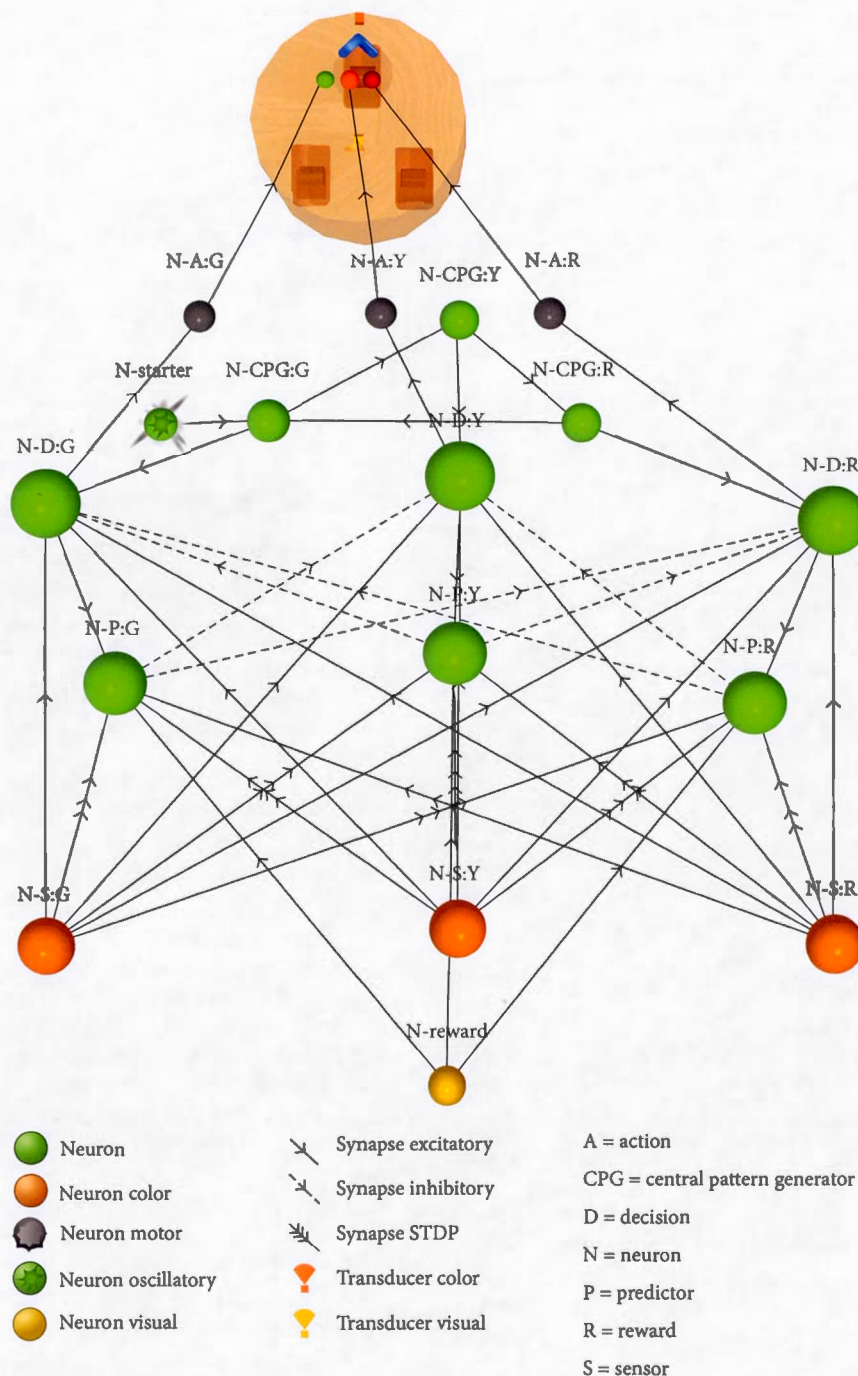 N-A:G
N-A:Y
N-A:R
N-CPG:Y
N-starter
N-CPG:G
N-CPG:R
N-D:G
N-D:Y
N-D:R
N-P:G
N-P:Y
N-P:R
N-S:G
N-S:Y
N-S:R
N-reward
Neuron
Neuron color
Neuron motor
Neuron oscillatory
Neuron visual
Synapse excitatory
Synapse inhibitory
Synapse STDP
Transducer color
Transducer visual
A = action
CPG = central pattern generator
D = decision
N = neuron
P = predictor
R = reward
S = sensor